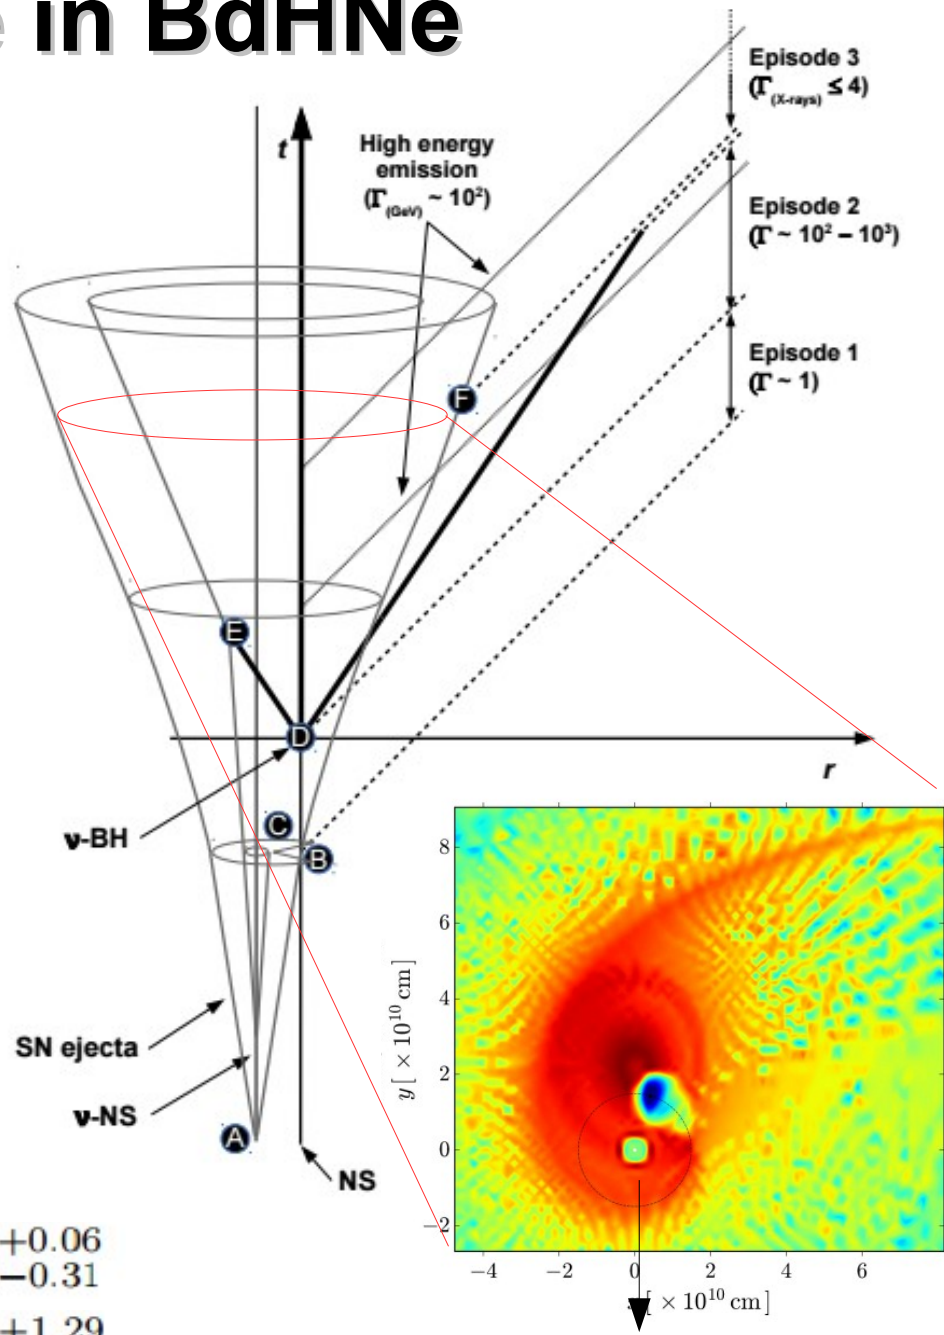 in BdHNe
t
High energy
emission
(Γ(GeV) ~ 10²)
Episode 3
(Γ(X-rays) ≤ 4)
Episode 2
(Γ ~ 10² – 10³)
Episode 1
(Γ ~ 1)
F
E
D
r
ν-BH
C
B
SN ejecta
ν-NS
A
NS
8
6
4
2
0
−2
y [ × 10¹⁰ cm]
−4
−2
0
2
4
6
[ × 10¹⁰ cm]
+0.06
−0.31
+1.29